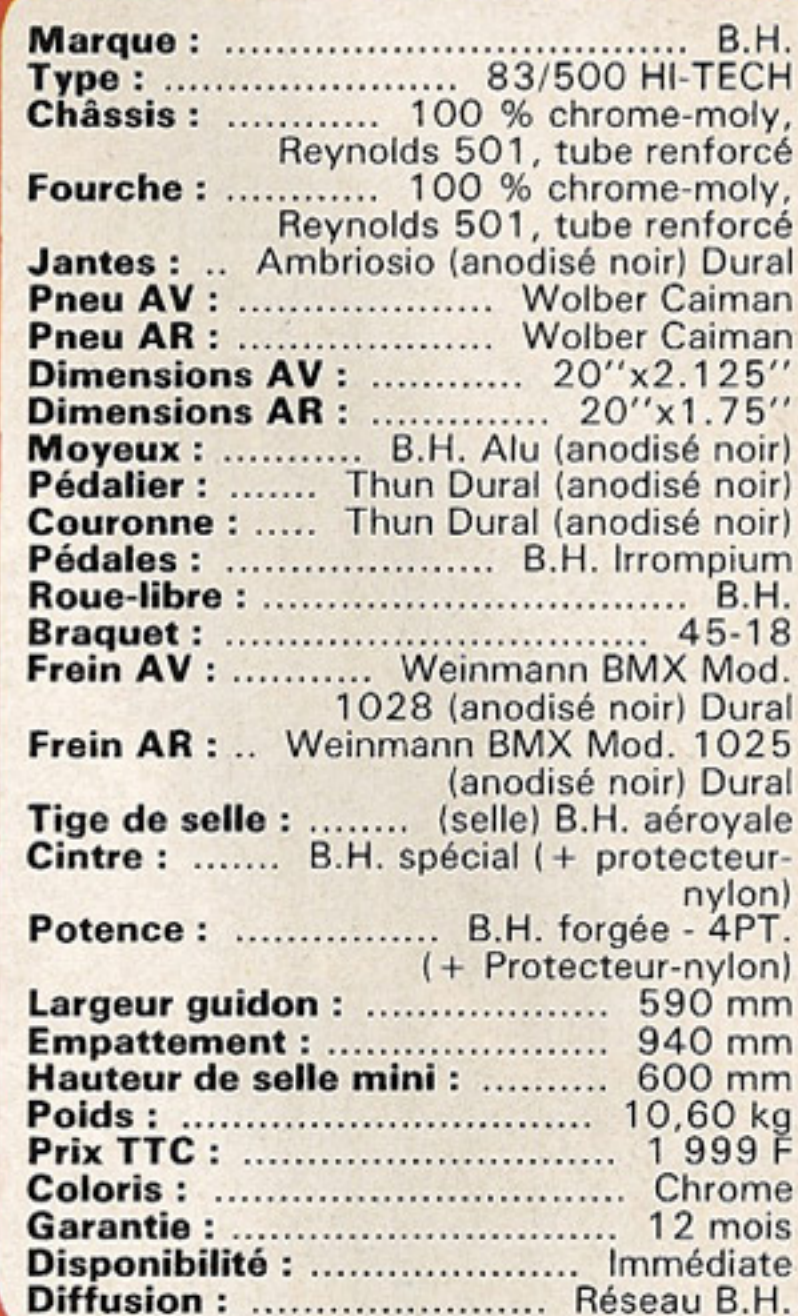 Marque : ..................................... B.H.
Type : ........................ 83/500 HI-TECH
Châssis : ............ 100 % chrome-moly,
Reynolds 501, tube renforcé
Fourche : ............ 100 % chrome-moly,
Reynolds 501, tube renforcé
Jantes : .. Ambriosio (anodisé noir) Dural
Pneu AV : .................... Wolber Caiman
Pneu AR : .................... Wolber Caiman
Dimensions AV : ............ 20''x2.125''
Dimensions AR : .............. 20''x1.75''
Moyeux : ........... B.H. Alu (anodisé noir)
Pédalier : ....... Thun Dural (anodisé noir)
Couronne : ..... Thun Dural (anodisé noir)
Pédales : ..................... B.H. Irrompium
Roue-libre : .................................. B.H.
Braquet : .................................. 45-18
Frein AV : ........... Weinmann BMX Mod.
1028 (anodisé noir) Dural
Frein AR : .. Weinmann BMX Mod. 1025
(anodisé noir) Dural
Tige de selle : ........ (selle) B.H. aéroyale
Cintre : ....... B.H. spécial (+ protecteur-
nylon)
Potence : ................ B.H. forgée - 4PT.
(+ Protecteur-nylon)
Largeur guidon : ................... 590 mm
Empattement : ...................... 940 mm
Hauteur de selle mini : .......... 600 mm
Poids : ................................ 10,60 kg
Prix TTC : ............................. 1 999 F
Coloris : ................................ Chrome
Garantie : ............................... 12 mois
Disponibilité : ..................... Immédiate
Diffusion : ....................... Réseau B.H.